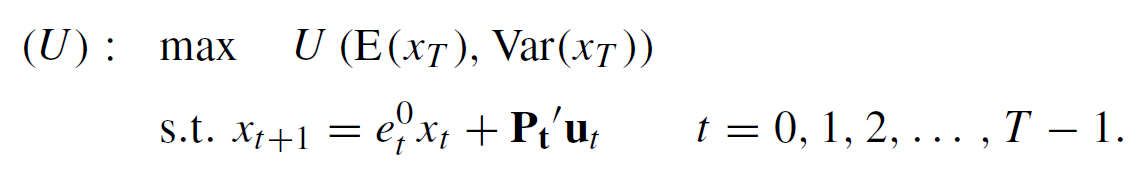 (U) : max U (E(x_T), Var(x_T))
s.t. x_{t+1} = e_t^0 x_t + P_t′u_t t = 0, 1, 2, . . . , T − 1.